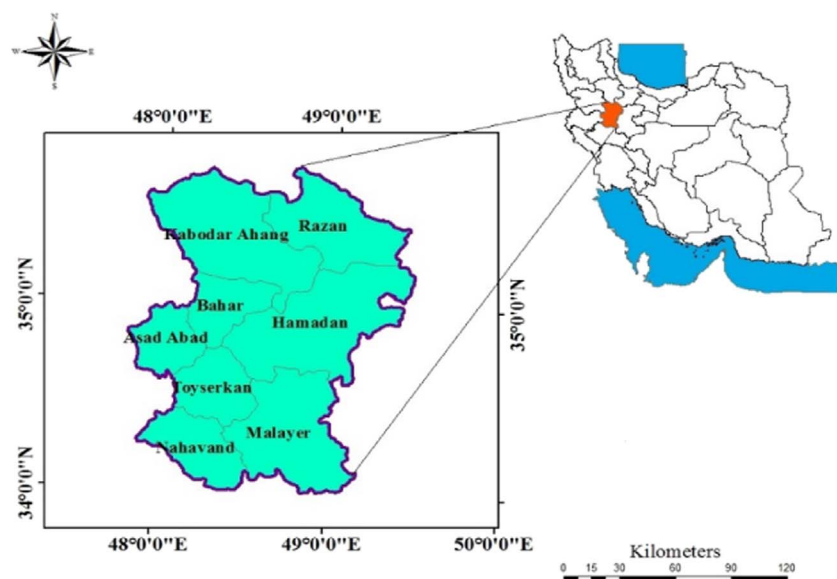 N
W E
S
48°0'0"E 49°0'0"E
Kabodar Ahang
Razan
35°0'0"N
Bahar
Hamadan
Asad Abad
35°0'0"N
Toyserkan
Malayer
Nahavand
34°0'0"N
48°0'0"E 49°0'0"E 50°0'0"E
Kilometers
0 15 30 60 90 120